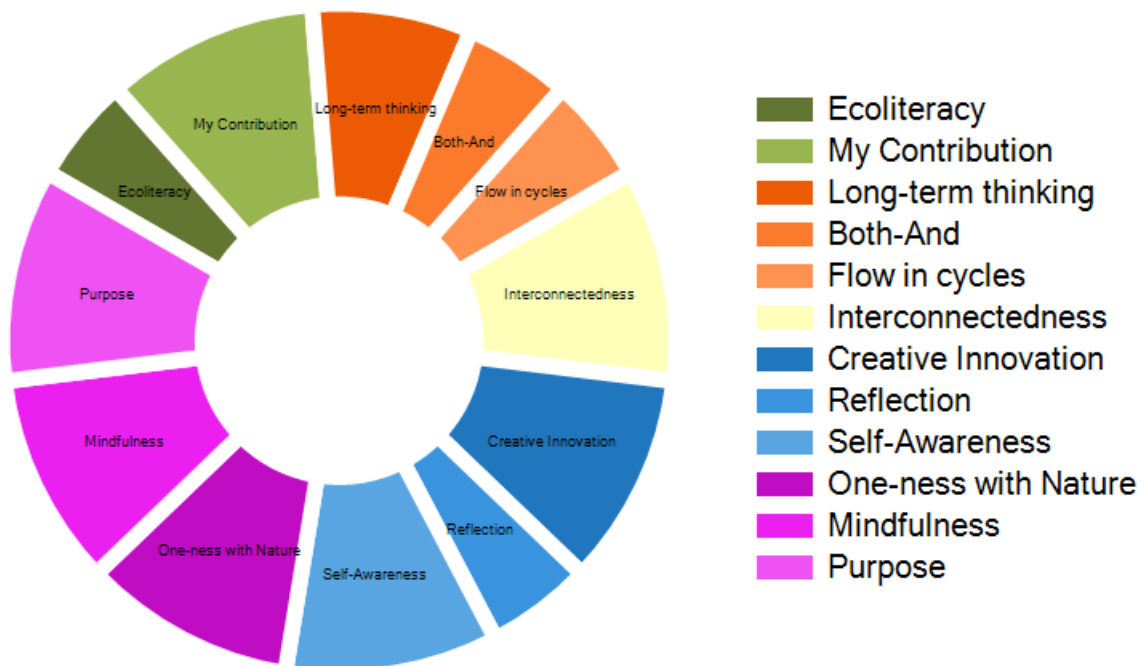 Long-term thinking
My Contribution
Both-And
Ecoliteracy
Flow in cycles
Purpose
Interconnectedness
Mindfulness
Creative Innovation
Reflection
One-ness with Nature
Self-Awareness
Ecoliteracy
My Contribution
Long-term thinking
Both-And
Flow in cycles
Interconnectedness
Creative Innovation
Reflection
Self-Awareness
One-ness with Nature
Mindfulness
Purpose